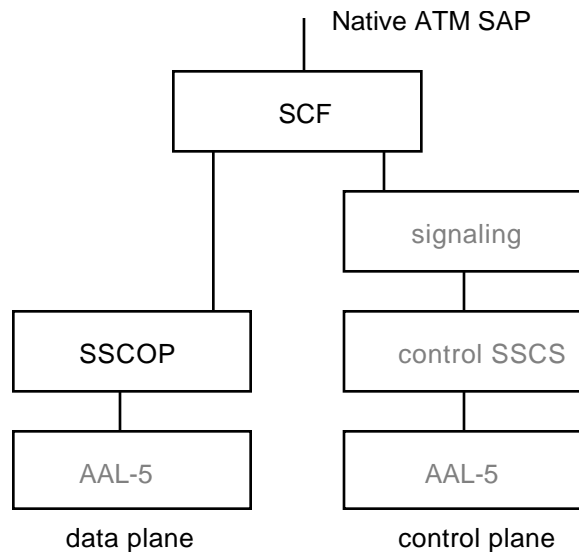 Native ATM SAP
SCF
signaling
SSCOP
control SSCS
AAL-5
AAL-5
data plane
control plane